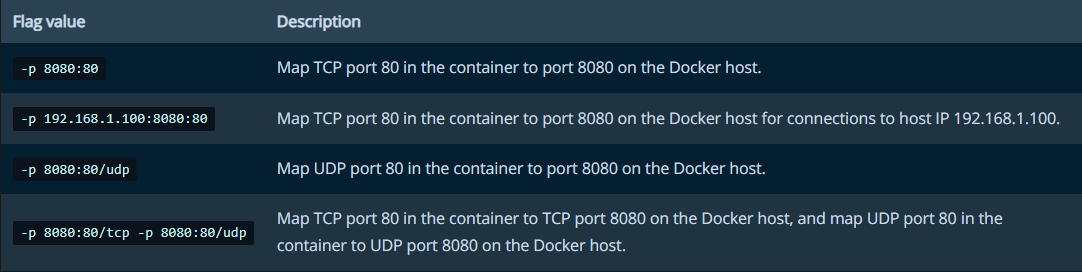 Flag value Description
-p 8080:80 Map TCP port 80 in the container to port 8080 on the Docker host.
-p 192.168.1.100:8080:80 Map TCP port 80 in the container to port 8080 on the Docker host for connections to host IP 192.168.1.100.
-p 8080:80/udp Map UDP port 80 in the container to port 8080 on the Docker host.
-p 8080:80/tcp -p 8080:80/udp Map TCP port 80 in the container to TCP port 8080 on the Docker host, and map UDP port 80 in the
container to UDP port 8080 on the Docker host.